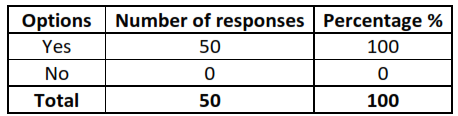 Options Number of responses Percentage %
Yes 50 100
No 0 0
Total 50 100